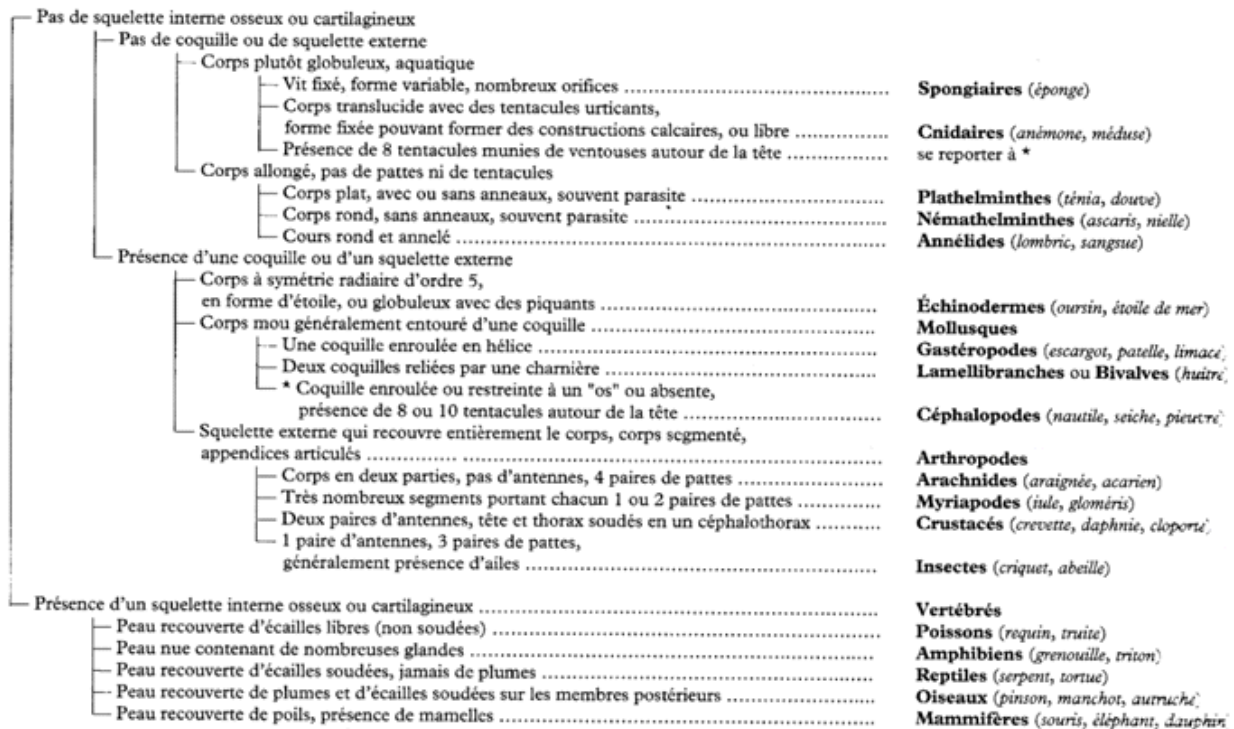 Pas de squelette interne osseux ou cartilagineux
Pas de coquille ou de squelette externe
Corps plutôt globuleux, aquatique
Vit fixé, forme variable, nombreux orifices ........ Spongiaires (éponge)
Corps translucide avec des tentacules urticants,
forme fixée pouvant former des constructions calcaires, ou libre ........ Cnidaires (anémone, méduse)
Présence de 8 tentacules munies de ventouses autour de la tête ........ se reporter à *
Corps allongé, pas de pattes ni de tentacules
Corps plat, avec ou sans anneaux, souvent parasite ........ Plathelminthes (ténia, douve)
Corps rond, sans anneaux, souvent parasite ........ Némathelminthes (ascaris, nielle)
Cours rond et annelé ........ Annélides (lombric, sangsue)
Présence d'une coquille ou d'un squelette externe
Corps à symétrie radiaire d'ordre 5,
en forme d'étoile, ou globuleux avec des piquants ........ Échinodermes (oursin, étoile de mer)
Corps mou généralement entouré d'une coquille ........ Mollusques
Une coquille enroulée en hélice ........ Gastéropodes (escargot, patelle, limace)
Deux coquilles reliées par une charnière ........ Lamellibranches ou Bivalves (huître)
* Coquille enroulée ou restreinte à un "os" ou absente,
présence de 8 ou 10 tentacules autour de la tête ........ Céphalopodes (nautile, seiche, pieuvre)
Squelette externe qui recouvre entièrement le corps, corps segmenté,
appendices articulés ........ Arthropodes
Corps en deux parties, pas d'antennes, 4 paires de pattes ........ Arachnides (araignée, acarien)
Très nombreux segments portant chacun 1 ou 2 paires de pattes ........ Myriapodes (iule, gloméris)
Deux paires d'antennes, tête et thorax soudés en un céphalothorax ........ Crustacés (crevette, daphnie, cloporte)
1 paire d'antennes, 3 paires de pattes,
généralement présence d'ailes ........ Insectes (criquet, abeille)
Présence d'un squelette interne osseux ou cartilagineux ........ Vertébrés
Peau recouverte d'écailles libres (non soudées) ........ Poissons (requin, truite)
Peau nue contenant de nombreuses glandes ........ Amphibiens (grenouille, triton)
Peau recouverte d'écailles soudées, jamais de plumes ........ Reptiles (serpent, tortue)
Peau recouverte de plumes et d'écailles soudées sur les membres postérieurs ........ Oiseaux (pinson, manchot, autruche)
Peau recouverte de poils, présence de mamelles ........ Mammifères (souris, éléphant, dauphin)